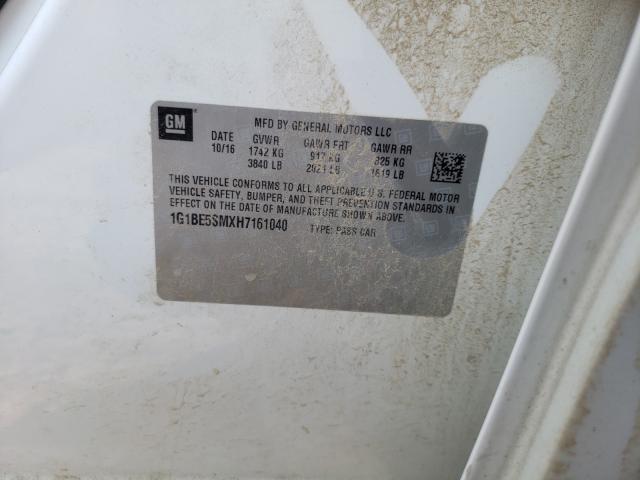 GM
MFD BY GENERAL MOTORS LLC
DATE GVWR GAWR FRT GAWR RR
10/16 1742 KG 917 KG 825 KG
3840 LB 2021 LB 1819 LB
THIS VEHICLE CONFORMS TO ALL APPLICABLE U.S. FEDERAL MOTOR
VEHICLE SAFETY, BUMPER, AND THEFT PREVENTION STANDARDS IN
EFFECT ON THE DATE OF MANUFACTURE SHOWN ABOVE.
1G1BE5SMXH7161040 TYPE: PASS CAR